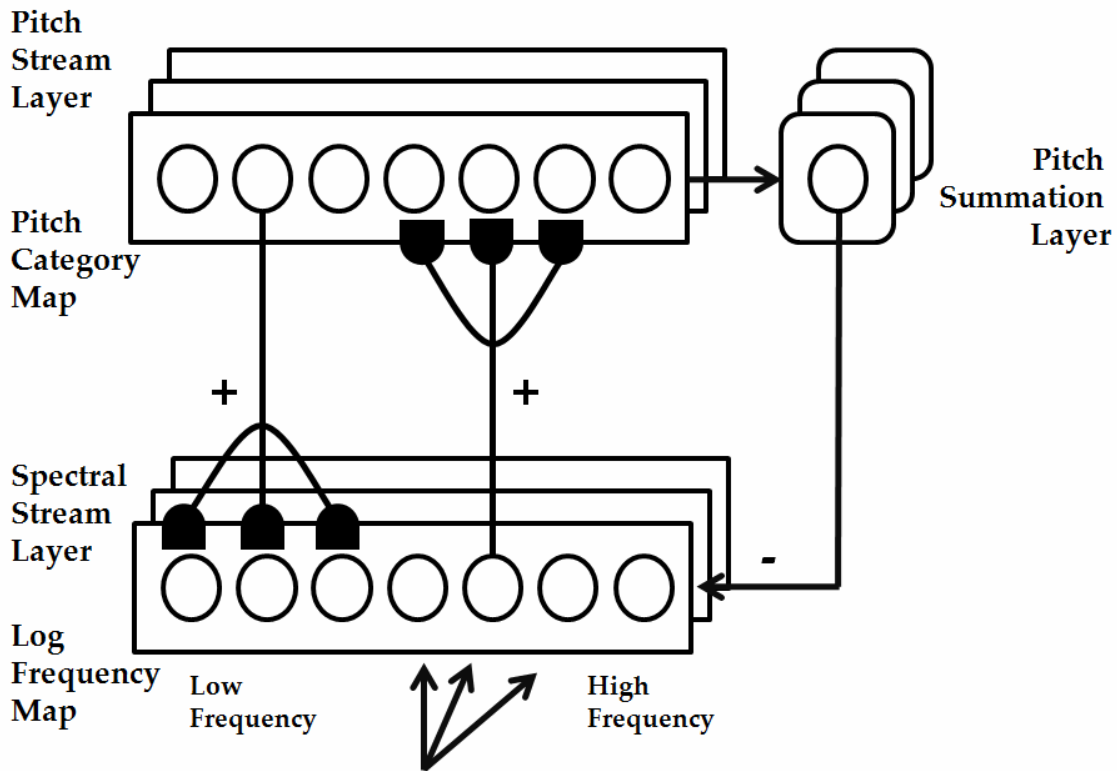 Pitch
Stream
Layer
Pitch
Category
Map
Pitch
Summation
Layer
+
+
Spectral
Stream
Layer
-
Log
Frequency
Map
Low
Frequency
High
Frequency